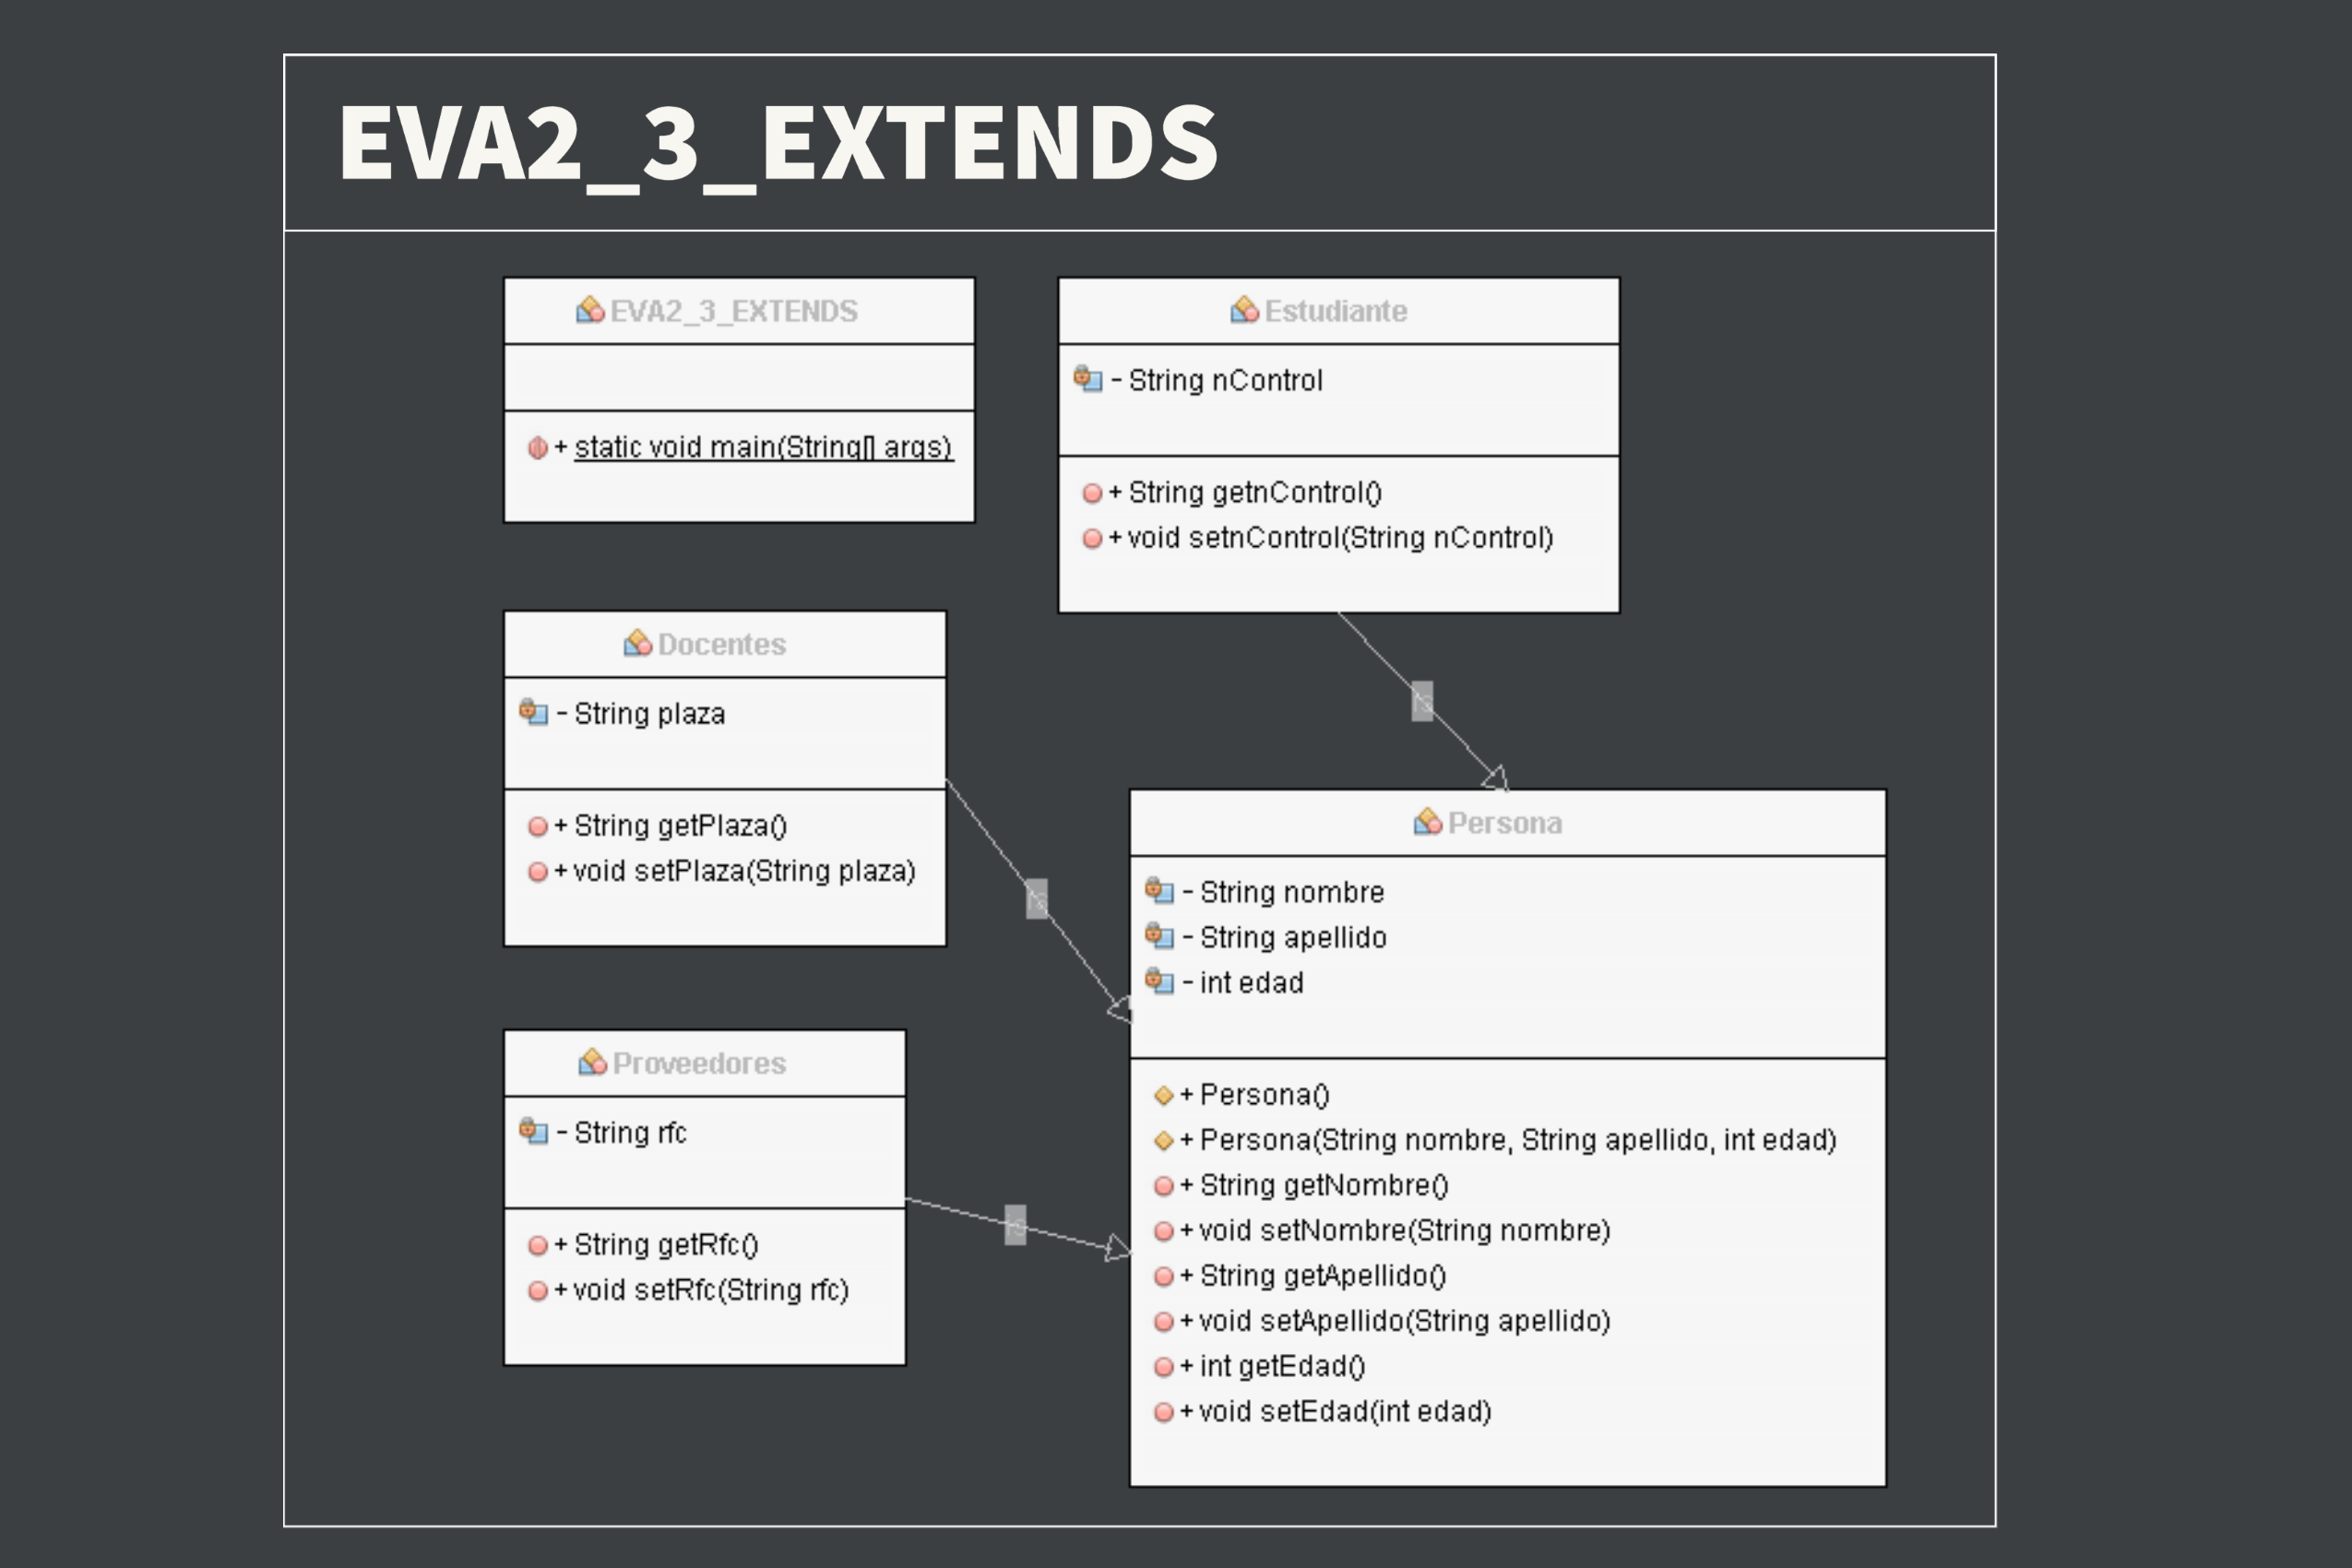 EVA2_3_EXTENDS
EVA2_3_EXTENDS
+ static void main(String[] args)
Estudiante
- String nControl
+ String getnControl()
+ void setnControl(String nControl)
Docentes
- String plaza
+ String getPlaza()
+ void setPlaza(String plaza)
is
is
Proveedores
- String rfc
+ String getRfc()
+ void setRfc(String rfc)
is
Persona
- String nombre
- String apellido
- int edad
+ Persona()
+ Persona(String nombre, String apellido, int edad)
+ String getNombre()
+ void setNombre(String nombre)
+ String getApellido()
+ void setApellido(String apellido)
+ int getEdad()
+ void setEdad(int edad)